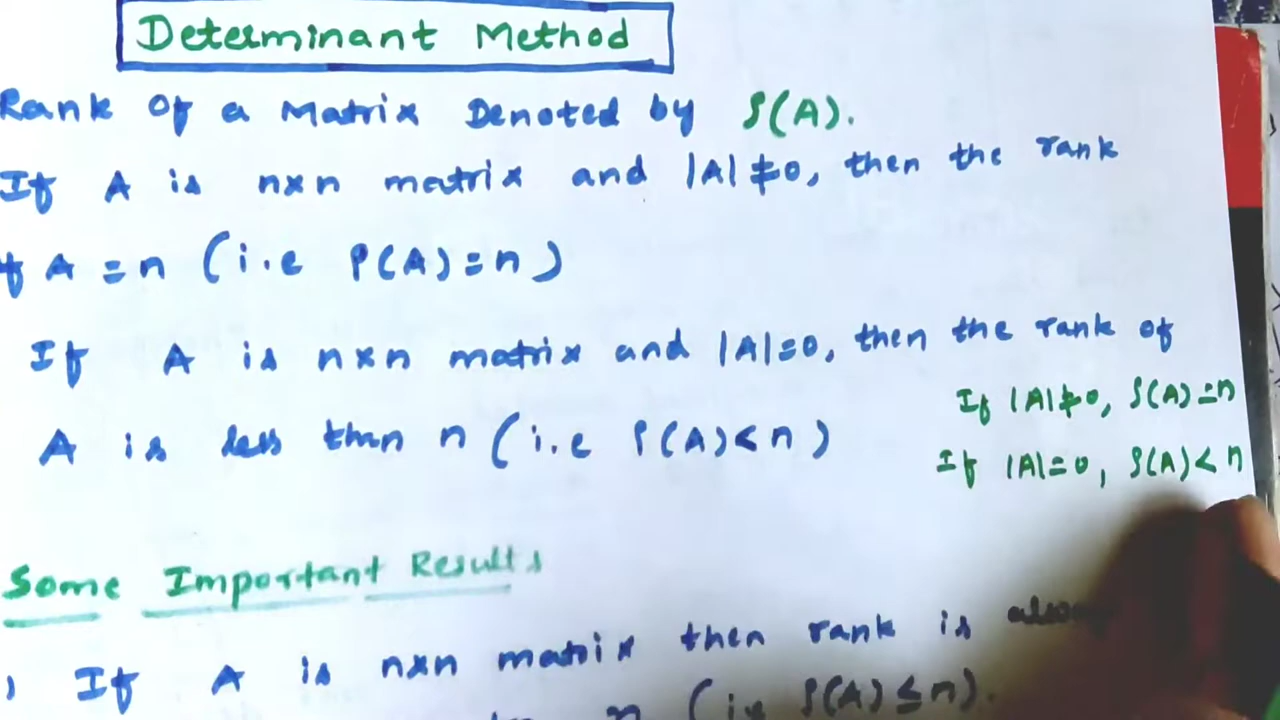 Determinant Method
Rank Of a Matrix Denoted by ρ(A).
If A is n×n matrix and |A|≠0, then the rank
f A = n (i.e ρ(A)=n)
If A is n×n matrix and |A|=0, then the rank of
A is less than n (i.e ρ(A)<n)
If |A|≠0, ρ(A)=n
If |A|=0, ρ(A)<n
Some Important Results
) If A is n×n matrix then rank is
n (ie ρ(A)≤n).